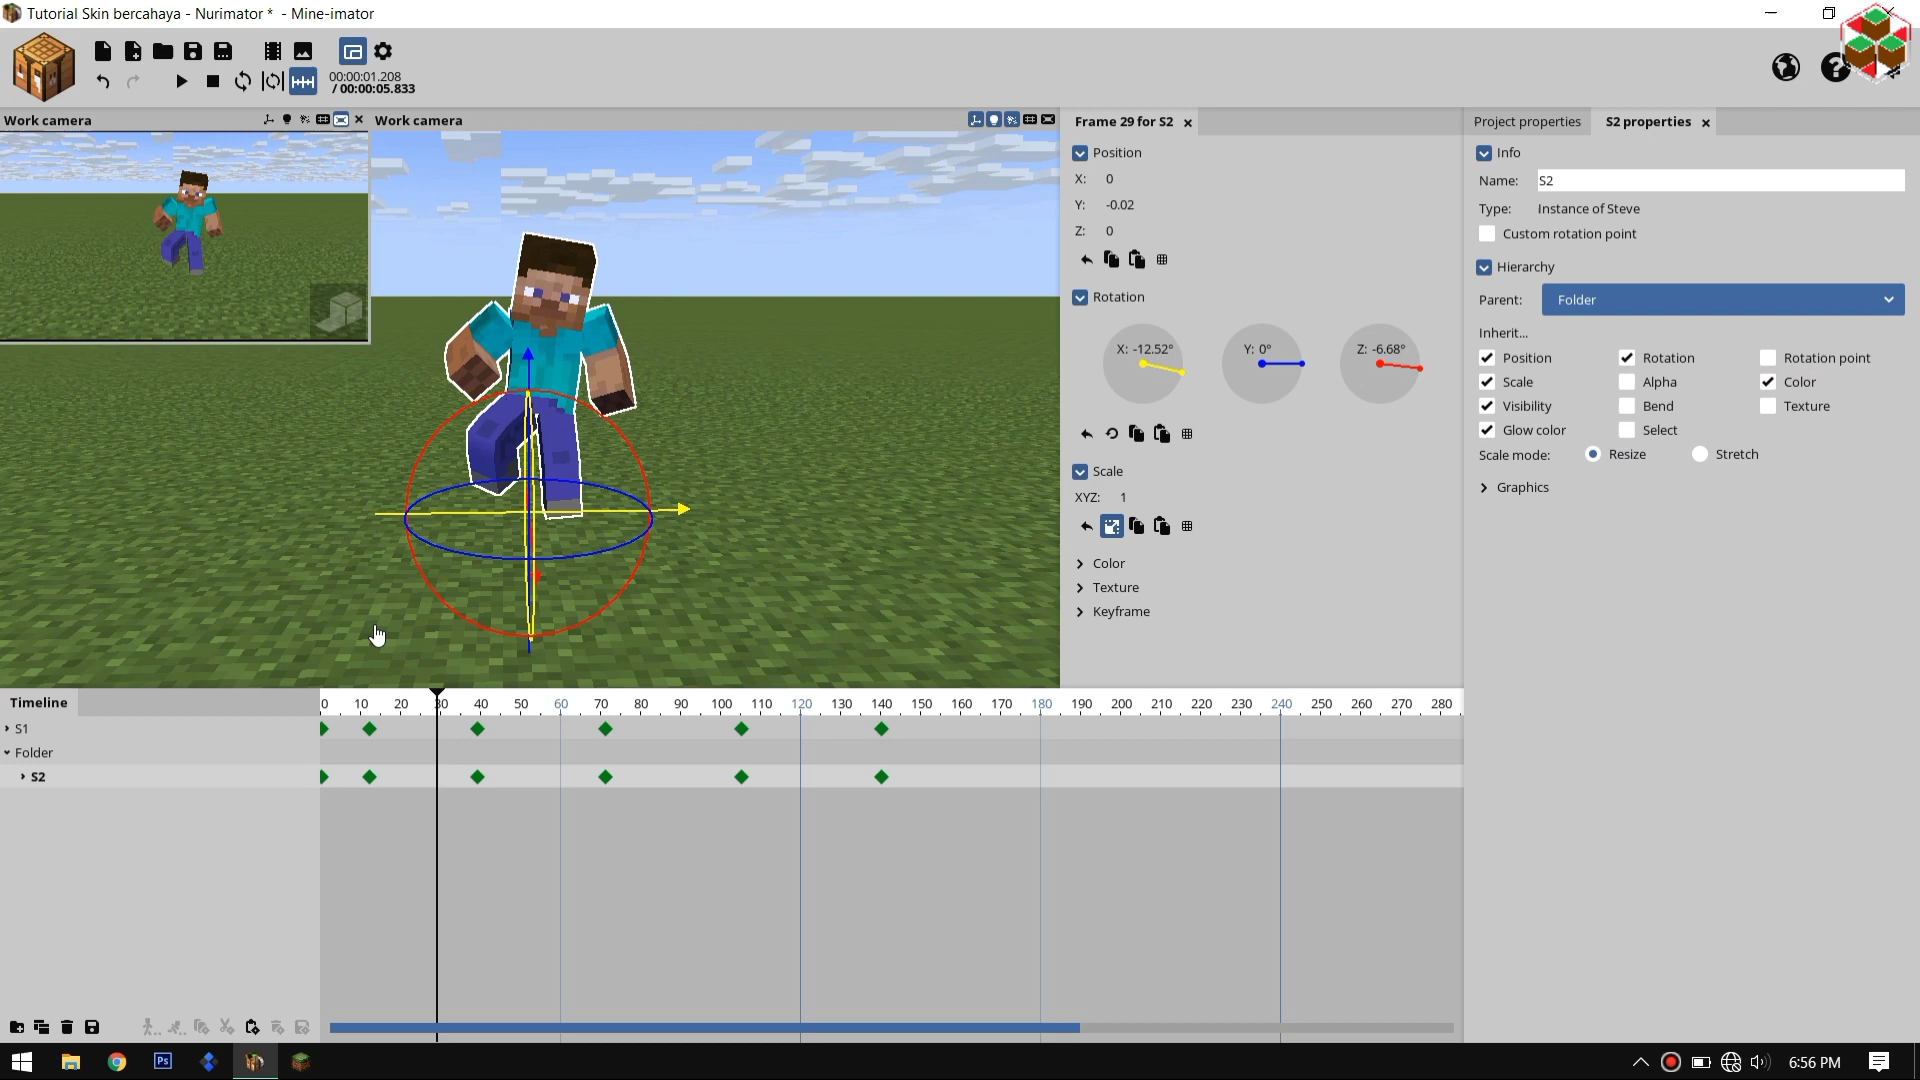 Tutorial Skin bercahaya - Nurimator * - Mine-imator
00:00:01.208
/ 00:00:05.833
Work camera
Work camera
Frame 29 for S2
Position
X: 0
Y: -0.02
Z: 0
Rotation
X: -12.52° Y: 0° Z: -6.68°
Scale
XYZ: 1
Color
Texture
Keyframe
Project properties S2 properties
Info
Name: S2
Type: Instance of Steve
Custom rotation point
Hierarchy
Parent: Folder
Inherit...
Position Rotation Rotation point
Scale Alpha Color
Visibility Bend Texture
Glow color Select
Scale mode: Resize Stretch
Graphics
Timeline
0 10 20 30 40 50 60 70 80 90 100 110 120 130 140 150 160 170 180 190 200 210 220 230 240 250 260 270 280
S1
Folder
S2
Ps
6:56 PM